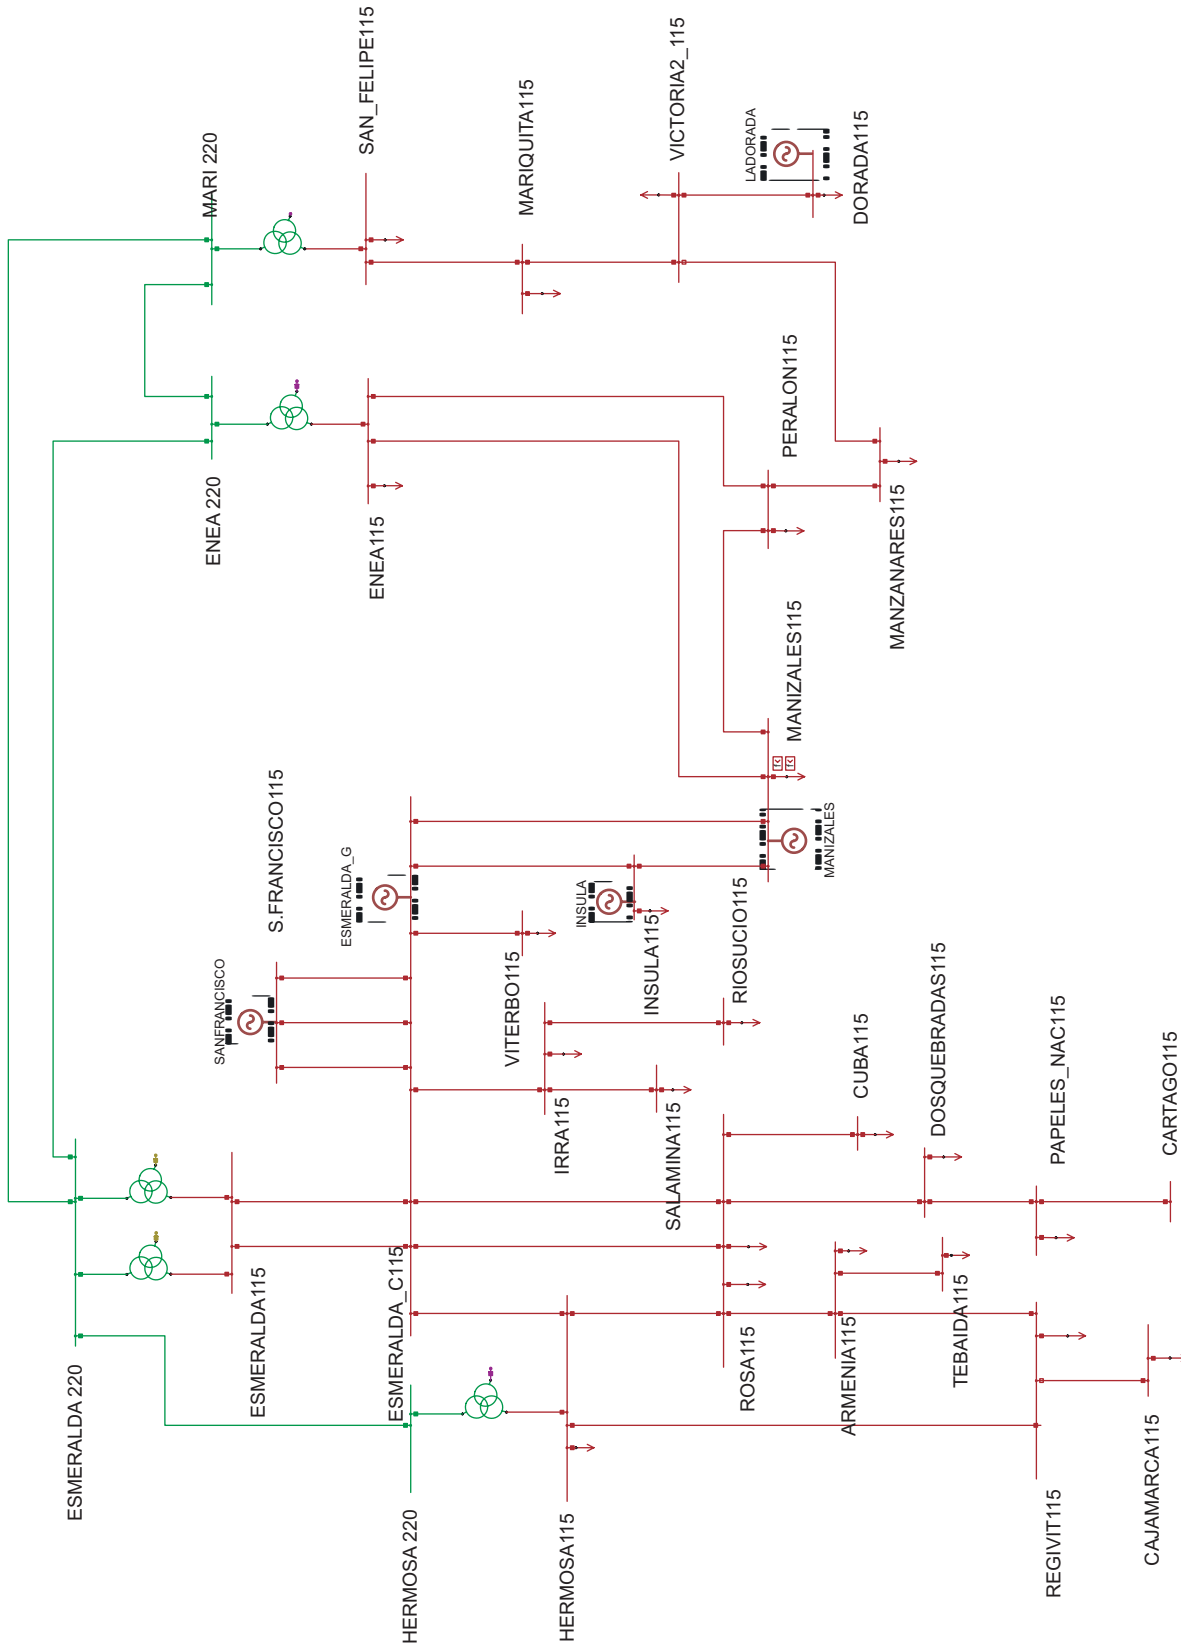 ESMERALDA 220
HERMOSA 220
HERMOSA115
ESMERALDA115
ESMERALDA_C115
REGIVIT115
CAJAMARCA115
ROSA115
ARMENIA115
TEBAIDA115
SALAMINA115
IRRA115
PAPELES_NAC115
CARTAGO115
DOSQUEBRADAS115
CUBA115
RIOSUCIO115
VITERBO115
INSULA115
INSULA
SANFRANCISCO
S.FRANCISCO115
ESMERALDA_G
MANIZALES
MANIZALES115
ENEA 220
ENEA115
PERALON115
MANZANARES115
MARI 220
SAN_FELIPE115
MARIQUITA115
VICTORIA2_115
LADORADA
DORADA115